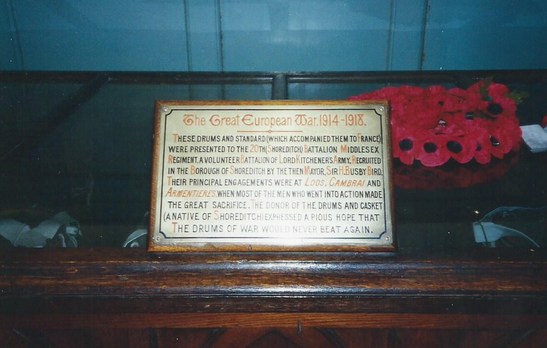 The Great European War. 1914-1918.
THESE DRUMS AND STANDARD (WHICH ACCOMPANIED THEM TO FRANCE)
WERE PRESENTED TO THE 20TH (SHOREDITCH) BATTALION MIDDLESEX
REGIMENT, A VOLUNTEER BATTALION OF LORD KITCHENERS ARMY, RECRUITED
IN THE BOROUGH OF SHOREDITCH BY THE THEN MAYOR, SIR H. BUSBY BIRD.
THEIR PRINCIPAL ENGAGEMENTS WERE AT LOOS, CAMBRAI AND
ARMENTIERES, WHEN MOST OF THE MEN WHO WENT INTO ACTION MADE
THE GREAT SACRIFICE. THE DONOR OF THE DRUMS AND CASKET
(A NATIVE OF SHOREDITCH) EXPRESSED A PIOUS HOPE THAT
THE DRUMS OF WAR WOULD NEVER BEAT AGAIN.